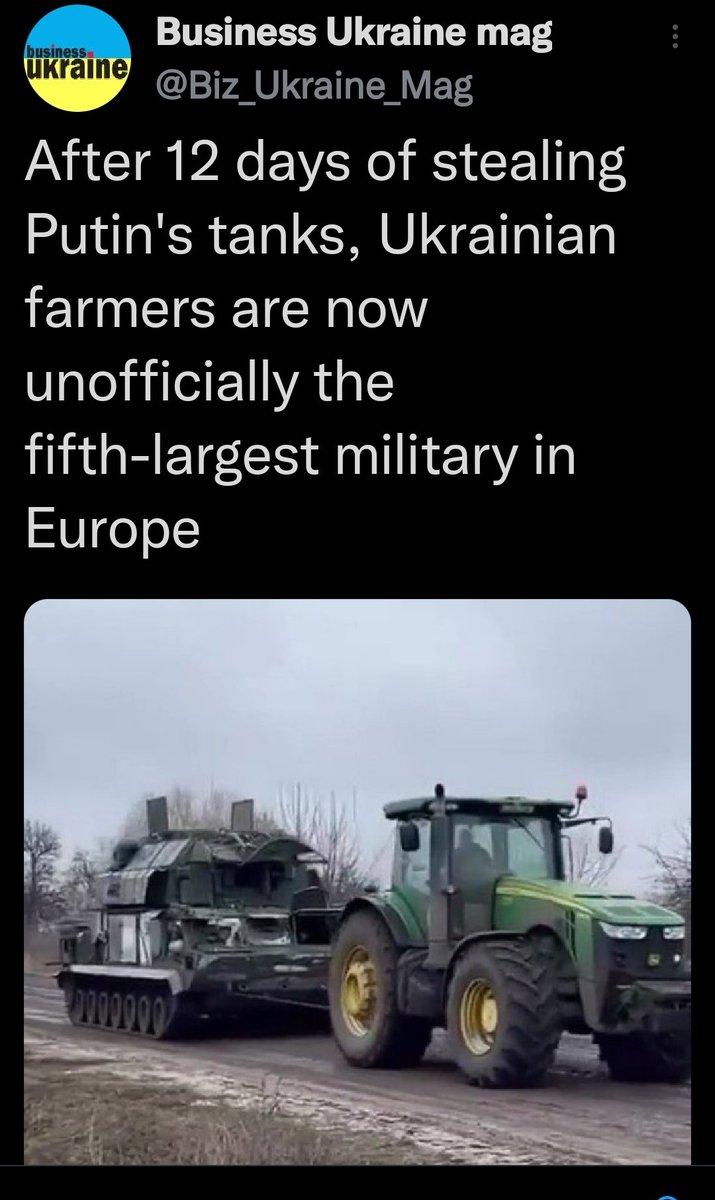 business
ukraine
Business Ukraine mag
@Biz_Ukraine_Mag
After 12 days of stealing
Putin's tanks, Ukrainian
farmers are now
unofficially the
fifth-largest military in
Europe